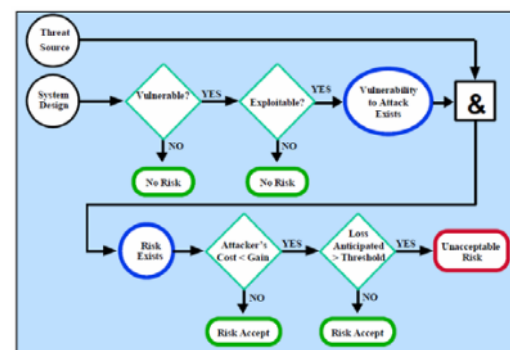 Threat
Source
System
Design
Vulnerable?
YES
Exploitable?
YES
Vulnerability
to Attack
Exists
&
NO
NO
No Risk
No Risk
Risk
Exists
Attacker's
Cost < Gain
YES
Loss
Anticipated
> Threshold
YES
Unacceptable
Risk
NO
NO
Risk Accept
Risk Accept